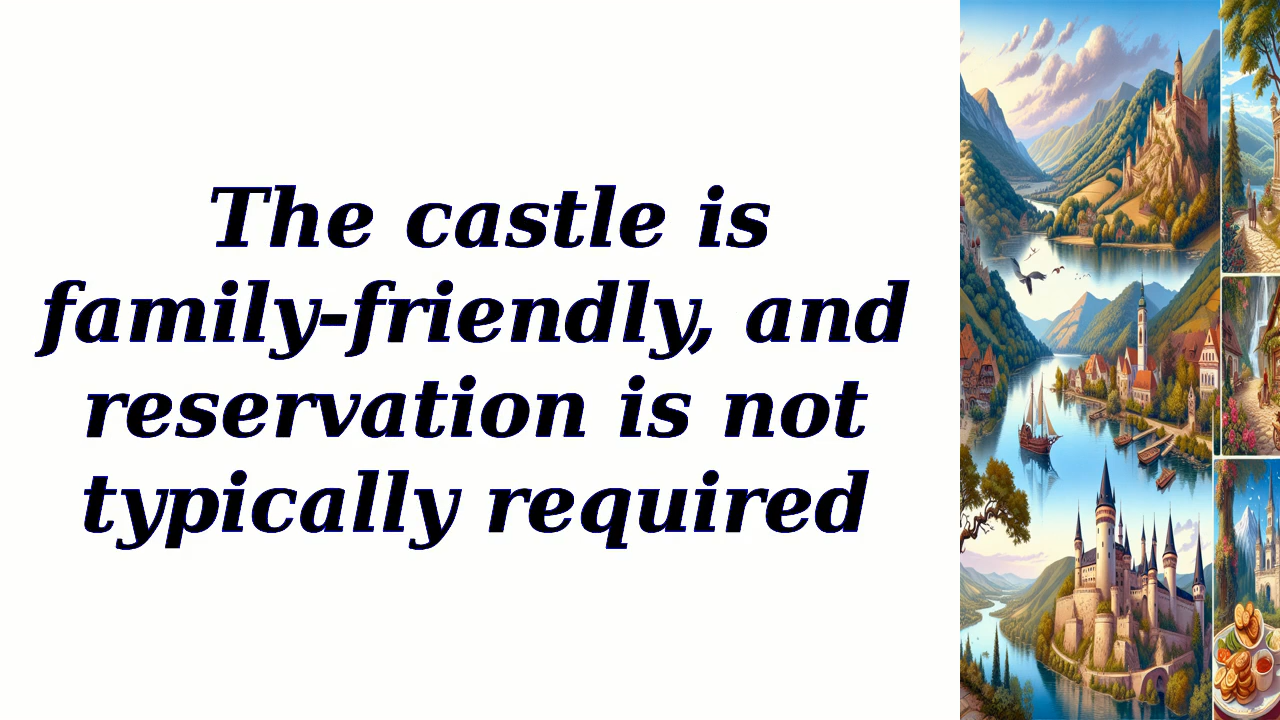 The castle is
family-friendly, and
reservation is not
typically required